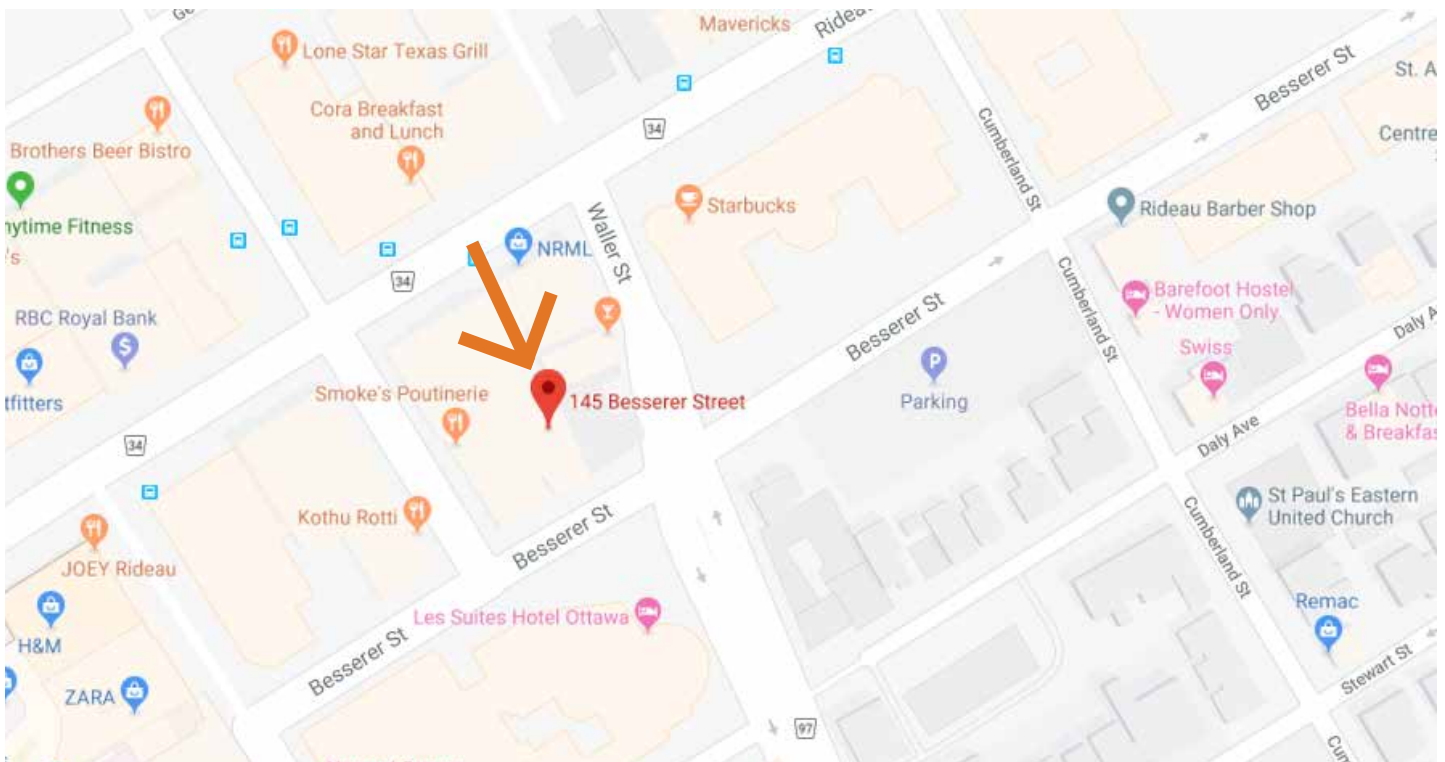 Ge
Mavericks
Rideau
Lone Star Texas Grill
Besserer St
St. A
Cora Breakfast
and Lunch
34
Centre
Brothers Beer Bistro
Cumberland St
Starbucks
Rideau Barber Shop
nytime Fitness
's
Waller St
NRML
34
Barefoot Hostel
- Women Only
Cumberland St
RBC Royal Bank
Besserer St
Daly A
Swiss
tfitters
Smoke's Poutinerie
145 Besserer Street
P
Parking
Bella Notte
& Breakfas
Daly Ave
34
St Paul's Eastern
United Church
Kothu Rotti
Besserer St
Cumberland St
JOEY Rideau
Remac
H&M
Les Suites Hotel Ottawa
Besserer St
Stewart St
ZARA
97
Cum